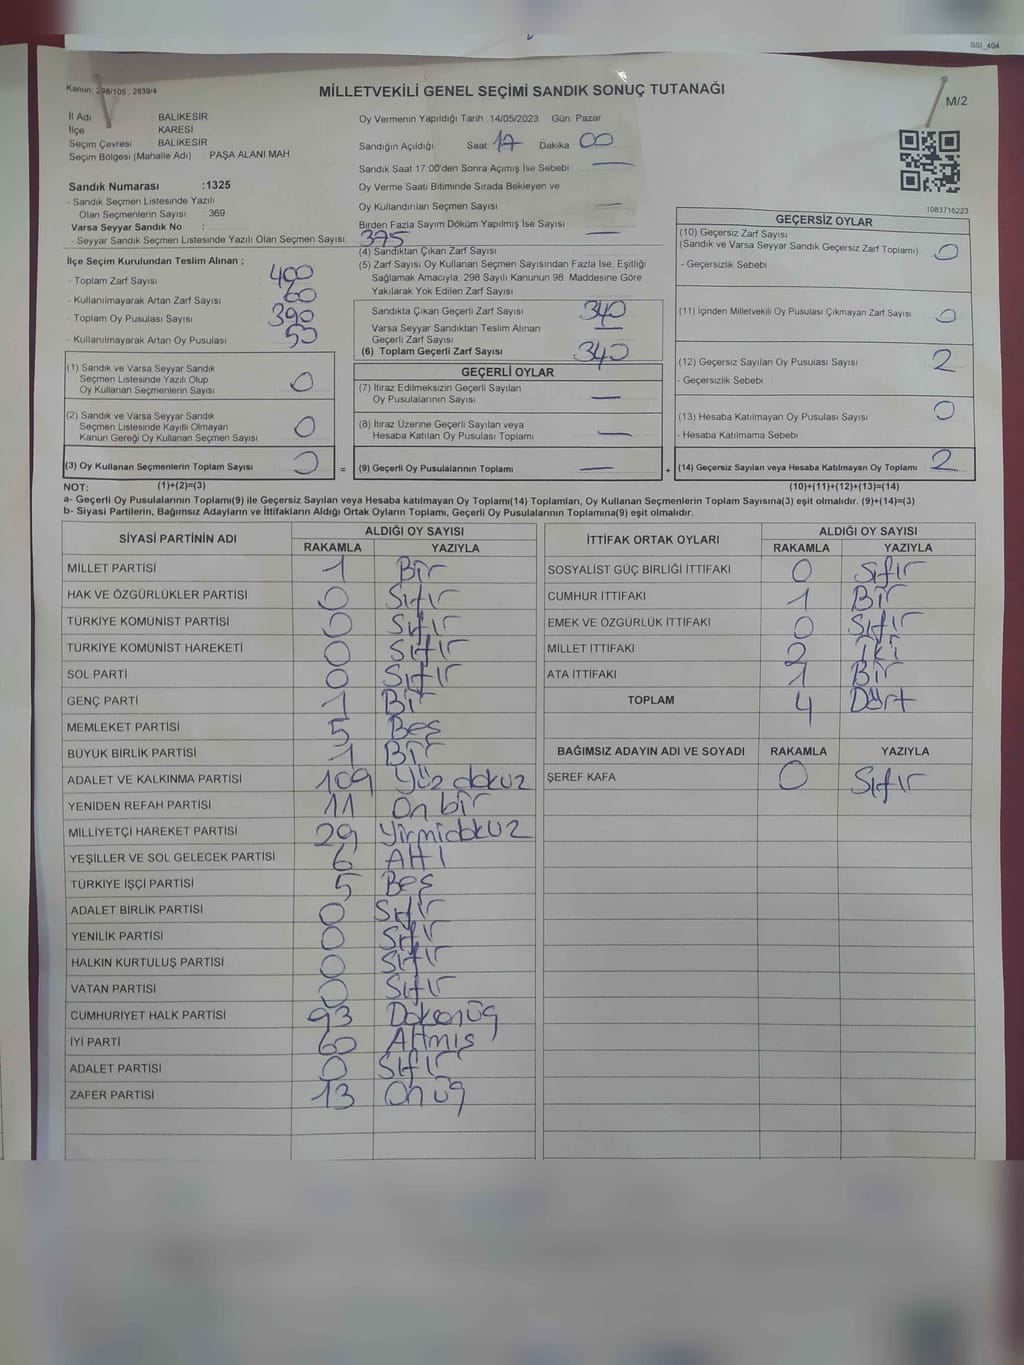 SSİ_404
Kanun: 298/105 : 2839/4
MİLLETVEKİLİ GENEL SEÇİMİ SANDIK SONUÇ TUTANAĞI
M/2
İl Adı BALIKESİR
İlçe KARESİ
Seçim Çevresi BALIKESİR
Seçim Bölgesi (Mahalle Adı) : PAŞA ALANI MAH
Oy Vermenin Yapıldığı Tarih :14/05/2023 Gün: Pazar
Sandığın Açıldığı Saat: 17 Dakika 00
Sandık Saat 17:00'den Sonra Açımış İse Sebebi —
Oy Verme Saati Bitiminde Sırada Bekleyen ve
Oy Kullandırılan Seçmen Sayısı —
Birden Fazla Sayım Döküm Yapılmış İse Sayısı —
Sandık Numarası :1325
- Sandık Seçmen Listesinde Yazılı
Olan Seçmenlerin Sayısı 369
Varsa Seyyar Sandık No :
- Seyyar Sandık Seçmen Listesinde Yazılı Olan Seçmen Sayısı:
1083716223
İlçe Seçim Kurulundan Teslim Alınan ;
- Toplam Zarf Sayısı : 400
- Kullanılmayarak Artan Zarf Sayısı : 60
- Toplam Oy Pusulası Sayısı : 390
- Kullanılmayarak Artan Oy Pusulası : 53
375
(4) Sandıktan Çıkan Zarf Sayısı
(5) Zarf Sayısı Oy Kullanan Seçmen Sayısından Fazla İse, Eşitliği
Sağlamak Amacıyla, 298 Sayılı Kanunun 98. Maddesine Göre
Yakılarak Yok Edilen Zarf Sayısı
Sandıkta Çıkan Geçerli Zarf Sayısı : 340
Varsa Seyyar Sandıktan Teslim Alınan
Geçerli Zarf Sayısı : —
(6) Toplam Geçerli Zarf Sayısı : 340
GEÇERSİZ OYLAR
(10) Geçersiz Zarf Sayısı
(Sandık ve Varsa Seyyar Sandık Geçersiz Zarf Toplamı) : 0
- Geçersizlik Sebebi
(11) İçinden Milletvekili Oy Pusulası Çıkmayan Zarf Sayısı : 0
(12) Geçersiz Sayılan Oy Pusulası Sayısı : 2
- Geçersizlik Sebebi :
(13) Hesaba Katılmayan Oy Pusulası Sayısı : 0
- Hesaba Katılmama Sebebi :
(14) Geçersiz Sayılan veya Hesaba Katılmayan Oy Toplamı : 2
(10)+(11)+(12)+(13)=(14)
(1) Sandık ve Varsa Seyyar Sandık
Seçmen Listesinde Yazılı Olup
Oy Kullanan Seçmenlerin Sayısı : 0
(2) Sandık ve Varsa Seyyar Sandık
Seçmen Listesinde Kayıtlı Olmayan
Kanun Gereği Oy Kullanan Seçmen Sayısı : 0
(3) Oy Kullanan Seçmenlerin Toplam Sayısı : 0
=
GEÇERLİ OYLAR
(7) İtiraz Edilmeksizin Geçerli Sayılan
Oy Pusulalarının Sayısı : —
(8) İtiraz Üzerine Geçerli Sayılan veya
Hesaba Katılan Oy Pusulası Toplamı : —
(9) Geçerli Oy Pusulalarının Toplamı : —
+
NOT: (1)+(2)=(3)
a- Geçerli Oy Pusulalarının Toplamı(9) ile Geçersiz Sayılan veya Hesaba katılmayan Oy Toplamı(14) Toplamları, Oy Kullanan Seçmenlerin Toplam Sayısına(3) eşit olmalıdır. (9)+(14)=(3)
b- Siyasi Partilerin, Bağımsız Adayların ve İttifakların Aldığı Ortak Oyların Toplamı, Geçerli Oy Pusulalarının Toplamına(9) eşit olmalıdır.
SİYASİ PARTİNİN ADI ALDIĞI OY SAYISI
RAKAMLA YAZIYLA
MİLLET PARTİSİ 1 Bir
HAK VE ÖZGÜRLÜKLER PARTİSİ 0 Sıfır
TÜRKİYE KOMÜNİST PARTİSİ 0 Sıfır
TÜRKİYE KOMÜNİST HAREKETİ 0 Sıfır
SOL PARTİ 0 Sıfır
GENÇ PARTİ 1 Bir
MEMLEKET PARTİSİ 5 Beş
BÜYÜK BİRLİK PARTİSİ 1 Bir
ADALET VE KALKINMA PARTİSİ 109 Yüz dokuz
YENİDEN REFAH PARTİSİ 11 On bir
MİLLİYETÇİ HAREKET PARTİSİ 29 Yirmidokuz
YEŞİLLER VE SOL GELECEK PARTİSİ 6 Altı
TÜRKİYE İŞÇİ PARTİSİ 5 Beş
ADALET BİRLİK PARTİSİ 0 Sıfır
YENİLİK PARTİSİ 0 Sıfır
HALKIN KURTULUŞ PARTİSİ 0 Sıfır
VATAN PARTİSİ 0 Sıfır
CUMHURİYET HALK PARTİSİ 93 Doksanüç
İYİ PARTİ 60 Altmış
ADALET PARTİSİ 0 Sıfır
ZAFER PARTİSİ 13 Onüç
İTTİFAK ORTAK OYLARI ALDIĞI OY SAYISI
RAKAMLA YAZIYLA
SOSYALİST GÜÇ BİRLİĞİ İTTİFAKI 0 Sıfır
CUMHUR İTTİFAKI 1 Bir
EMEK VE ÖZGÜRLÜK İTTİFAKI 0 Sıfır
MİLLET İTTİFAKI 2 İki
ATA İTTİFAKI 1 Bir
TOPLAM 4 Dört
BAĞIMSIZ ADAYIN ADI VE SOYADI RAKAMLA YAZIYLA
ŞEREF KAFA 0 Sıfır